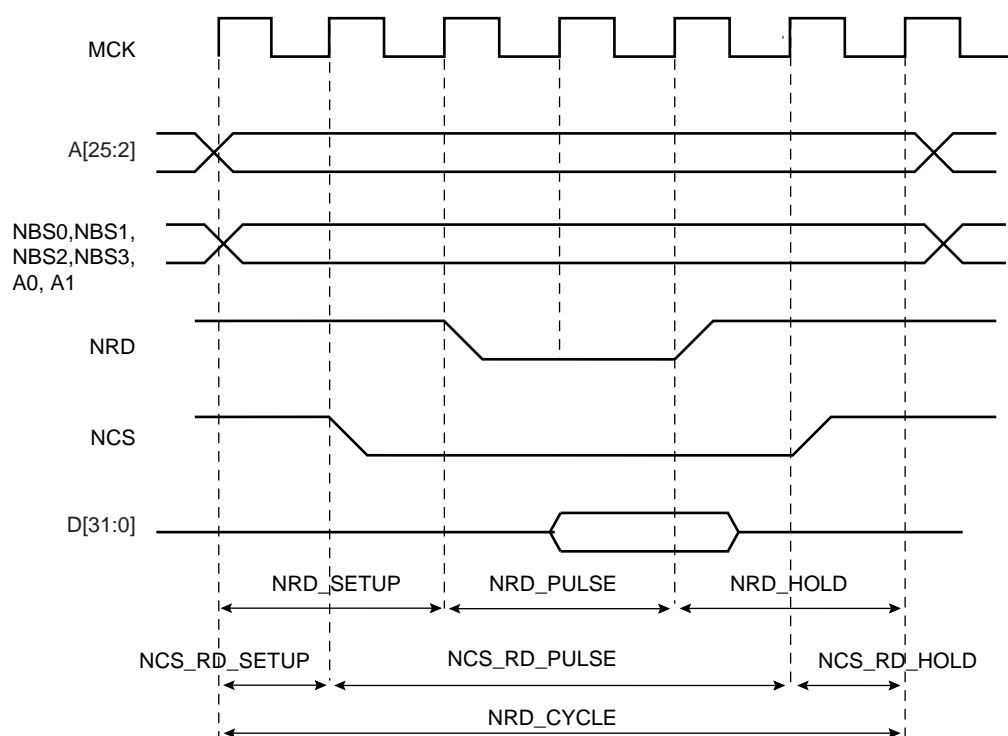 MCK
A[25:2]
NBS0,NBS1,
NBS2,NBS3,
A0, A1
NRD
NCS
D[31:0]
NRD_SETUP
NRD_PULSE
NRD_HOLD
NCS_RD_SETUP
NCS_RD_PULSE
NCS_RD_HOLD
NRD_CYCLE